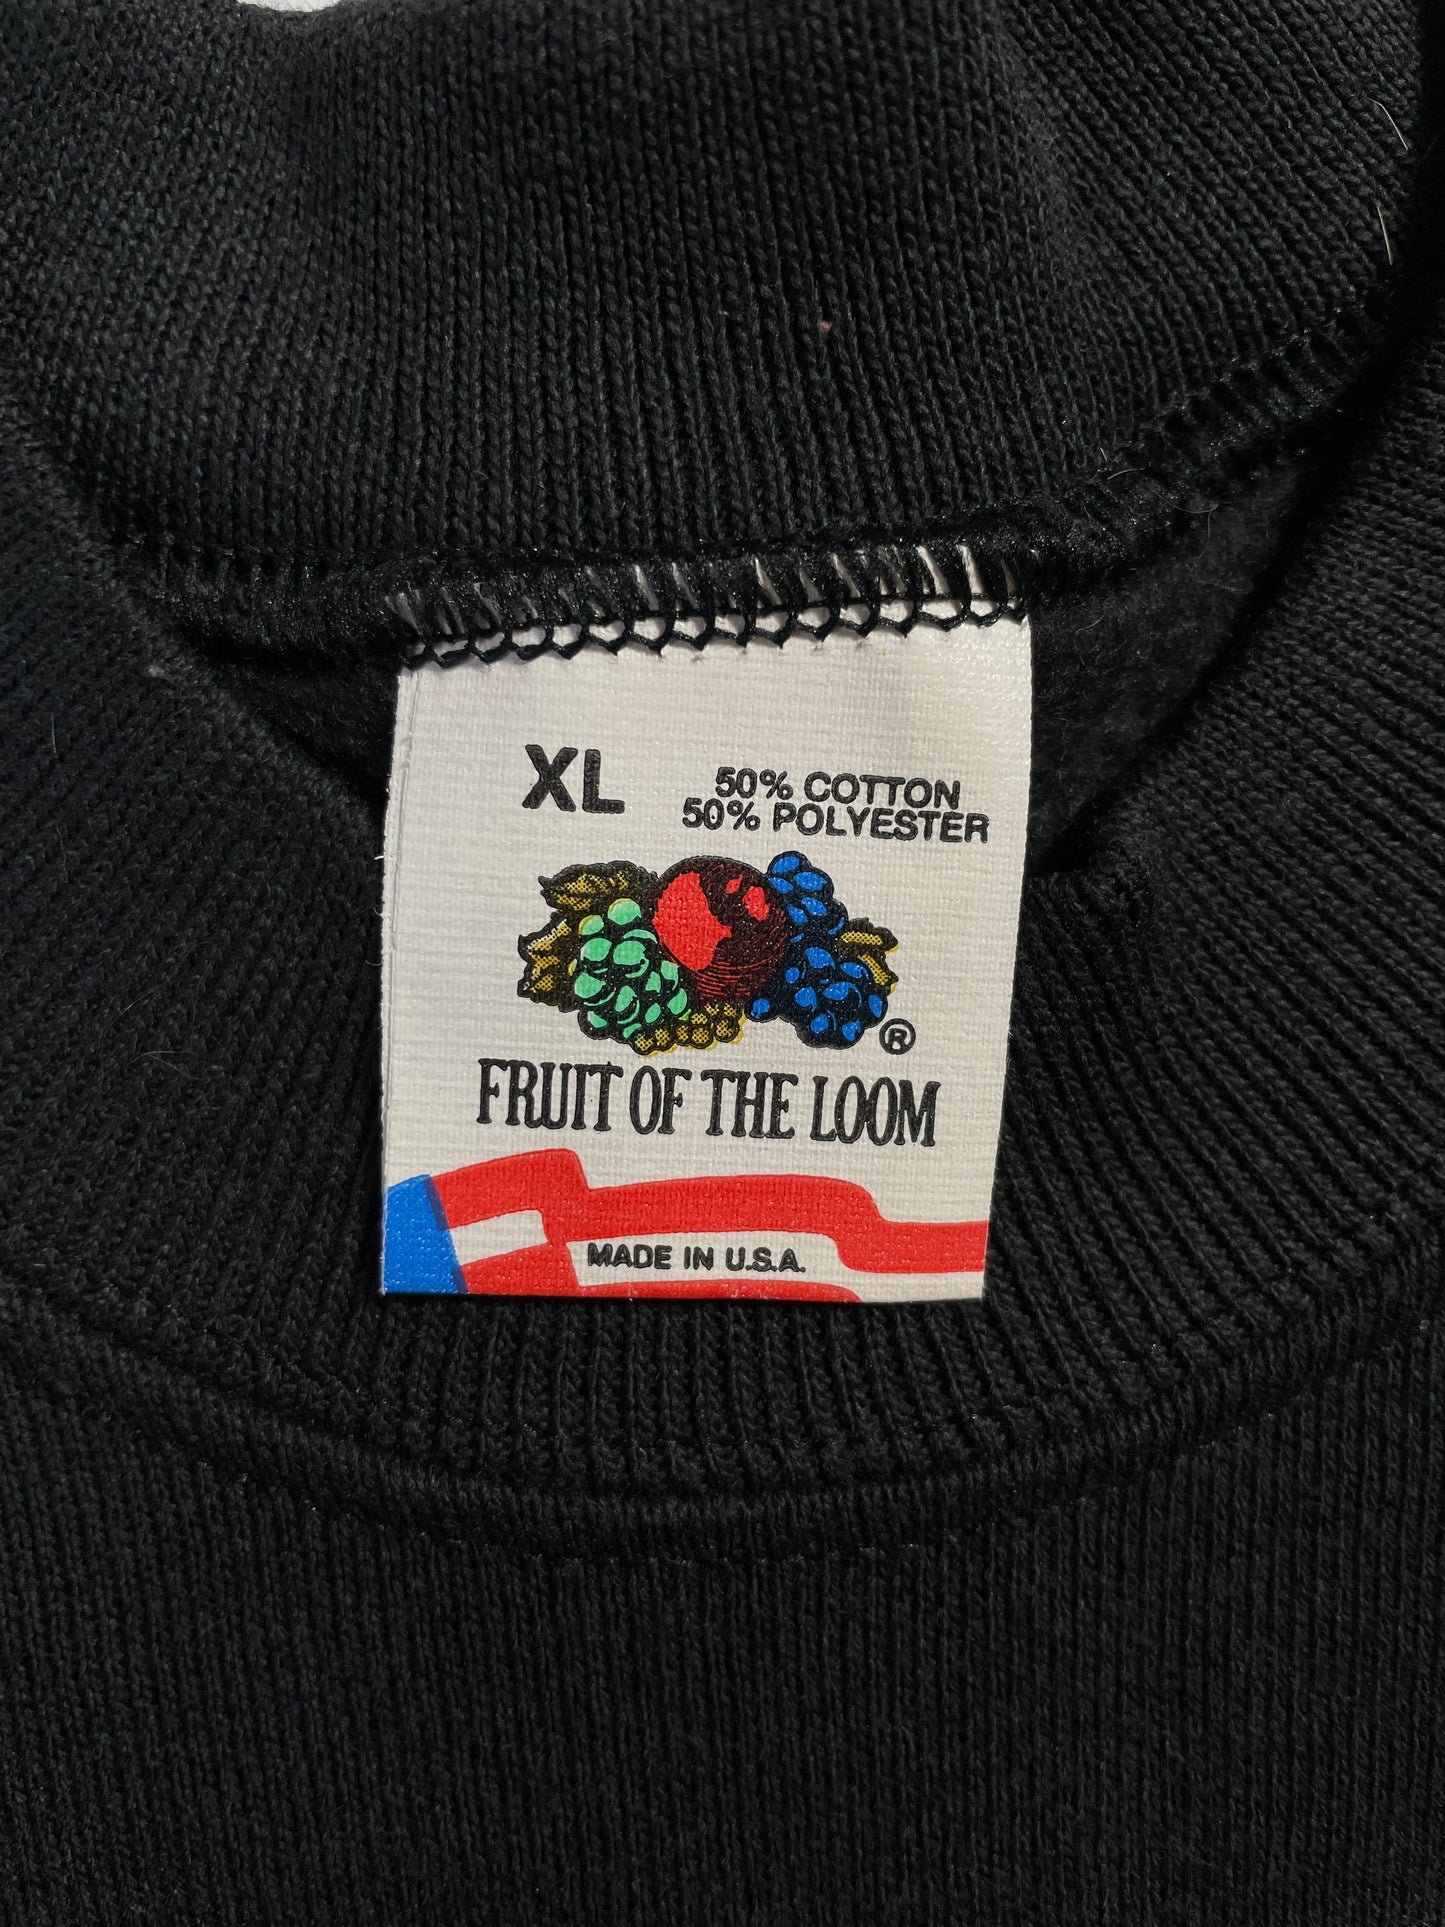 XL
50% COTTON
50% POLYESTER
®
FRUIT OF THE LOOM
MADE IN U.S.A.